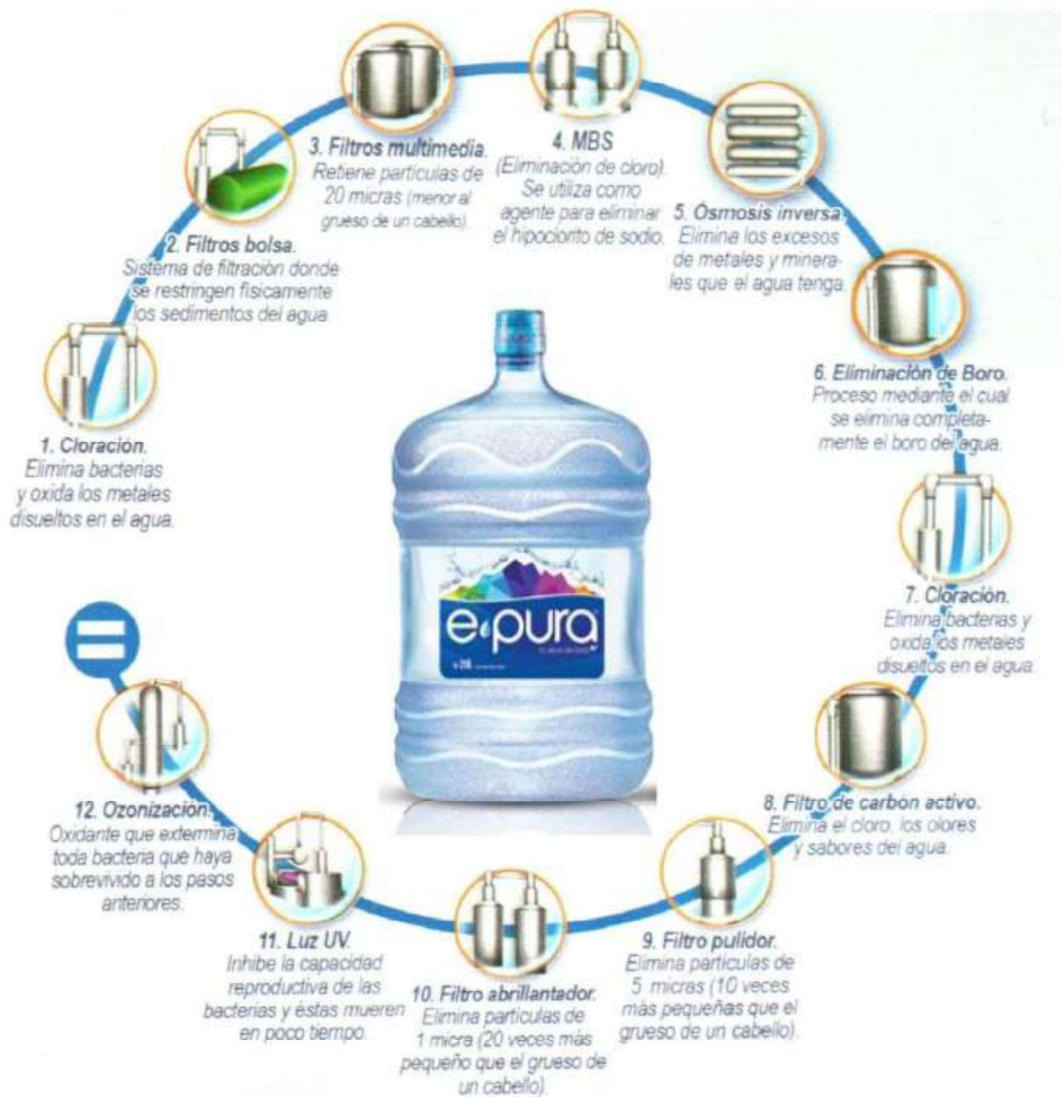 1. Cloración.
Elimina bacterias
y oxida los metales
disueltos en el agua.
2. Filtros bolsa.
Sistema de filtración donde
se restringen físicamente
los sedimentos del agua.
3. Filtros multimedia.
Retiene partículas de
20 micras (menor al
grueso de un cabello).
4. MBS
(Eliminación de cloro).
Se utiliza como
agente para eliminar
el hipoclorito de sodio.
5. Ósmosis inversa
Elimina los excesos
de metales y minera-
les que el agua tenga.
6. Eliminación de Boro.
Proceso mediante el cual
se elimina completa-
mente el boro del agua.
7. Cloración.
Elimina bacterias y
oxida los metales
disueltos en el agua.
8. Filtro de carbón activo.
Elimina el cloro, los olores
y sabores del agua.
9. Filtro pulidor.
Elimina partículas de
5 micras (10 veces
más pequeñas que el
grueso de un cabello).
10. Filtro abrillantador.
Elimina partículas de
1 micra (20 veces más
pequeño que el grueso de
un cabello).
11. Luz UV.
Inhibe la capacidad
reproductiva de las
bacterias y éstas mueren
en poco tiempo.
12. Ozonización.
Oxidante que extermina
toda bacteria que haya
sobrevivido a los pasos
anteriores.
e•pura